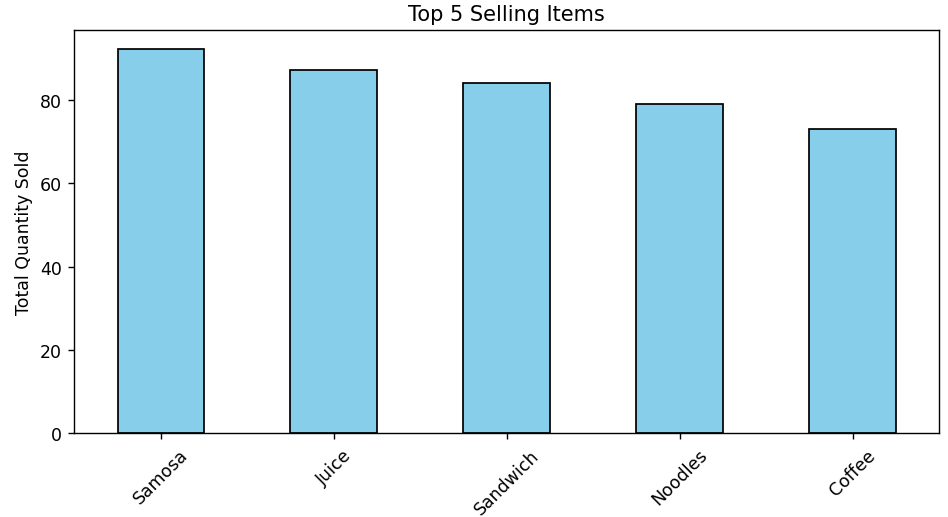 Top 5 Selling Items
Total Quantity Sold
80
60
40
20
0
Samosa
Juice
Sandwich
Noodles
Coffee